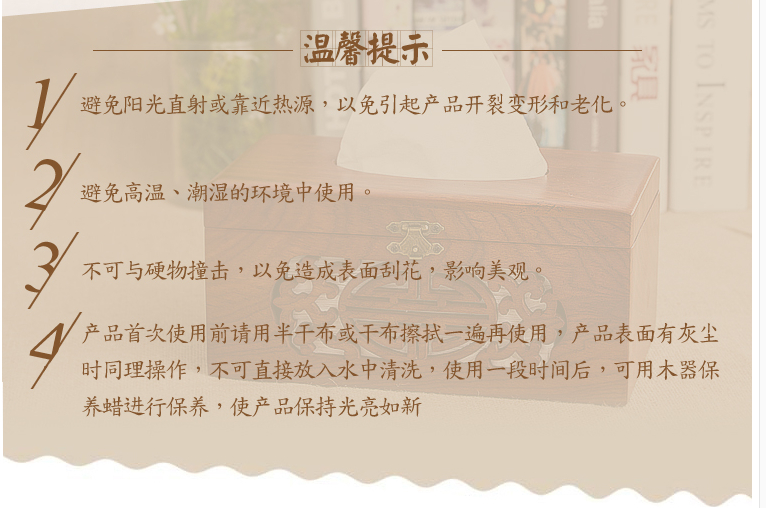 温馨提示
1 避免阳光直射或靠近热源，以免引起产品开裂变形和老化。
2 避免高温、潮湿的环境中使用。
3 不可与硬物撞击，以免造成表面刮花，影响美观。
4 产品首次使用前请用半干布或干布擦拭一遍再使用，产品表面有灰尘
时同理操作，不可直接放入水中清洗，使用一段时间后，可用木器保
养蜡进行保养，使产品保持光亮如新
家具
TO INSPIRE